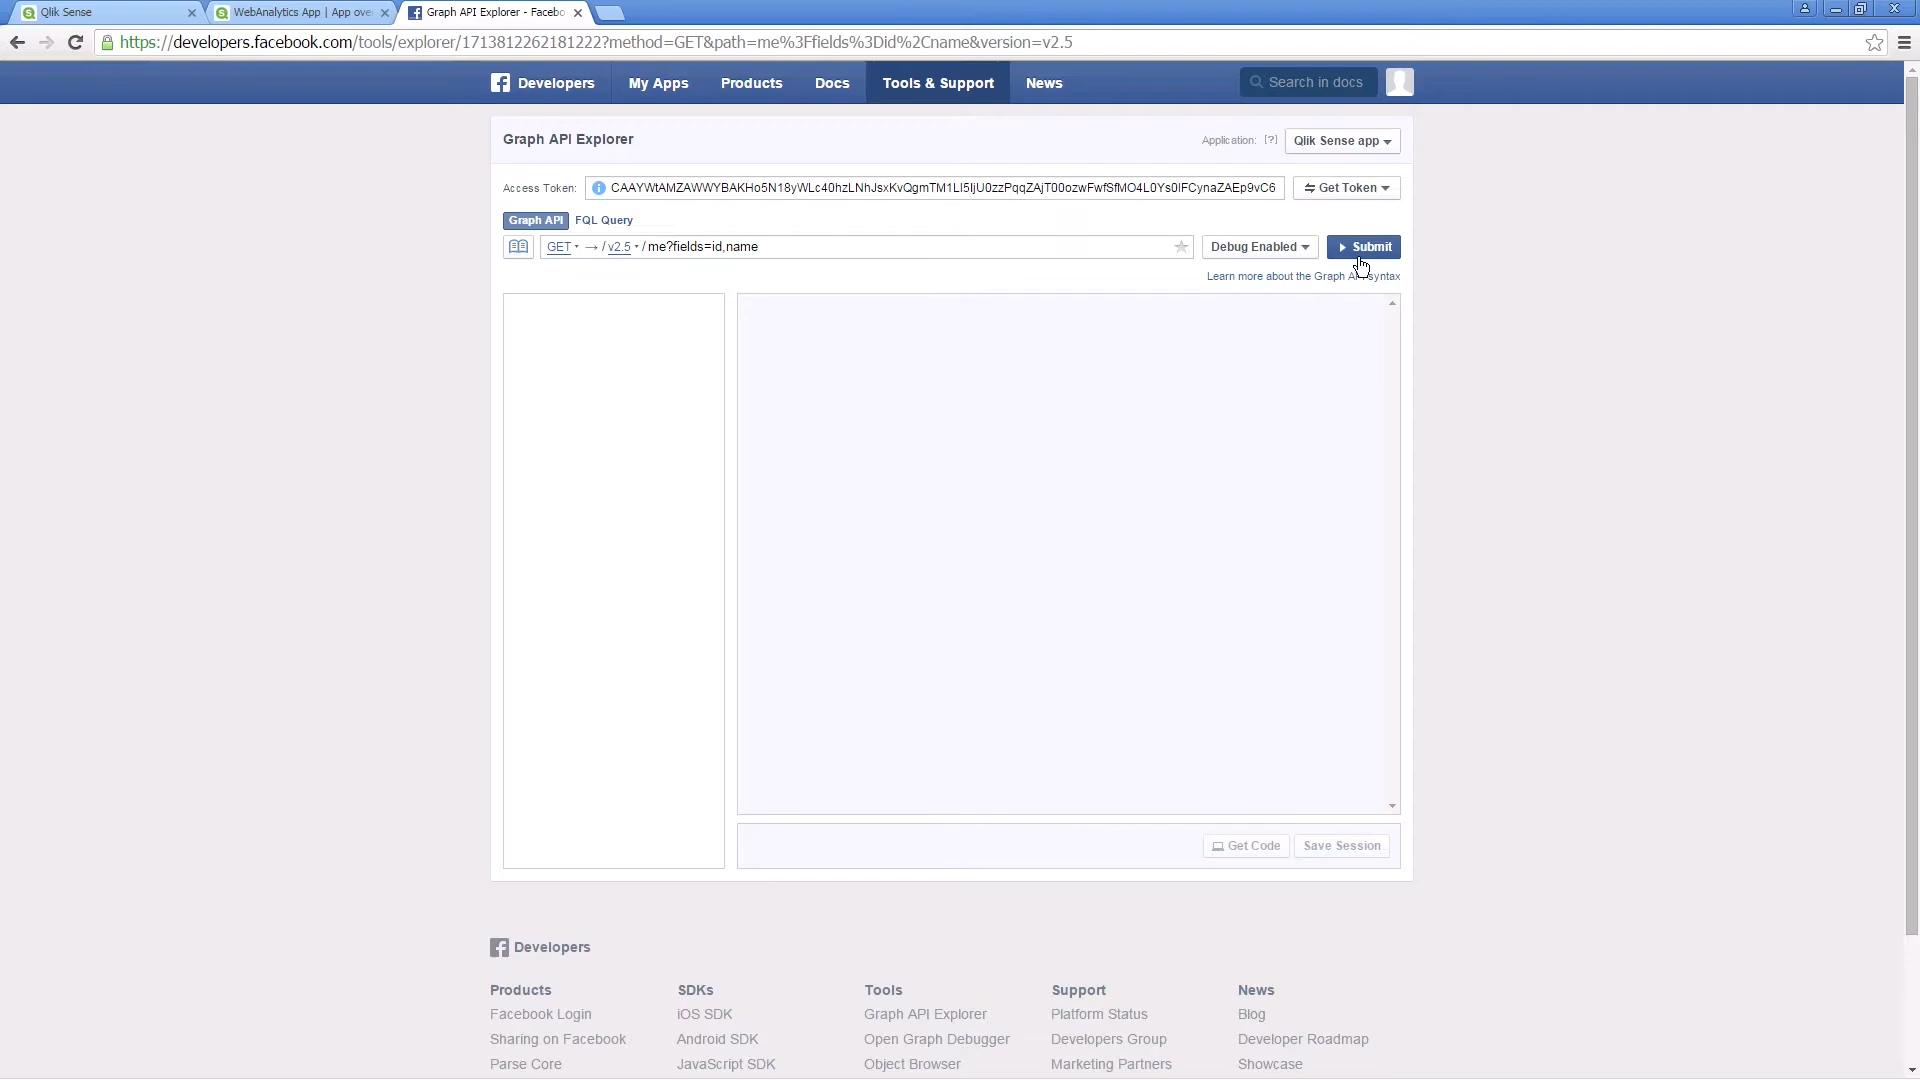 Qlik Sense
WebAnalytics App | App ove
Graph API Explorer - Facebo
https://developers.facebook.com/tools/explorer/1713812262181222?method=GET&path=me%3Ffields%3Did%2Cname&version=v2.5
Developers My Apps Products Docs Tools & Support News Search in docs
Graph API Explorer
Application: [?] Qlik Sense app
Access Token: CAAYWtAMZAWWYBAKHo5N18yWLc40hzLNhJsxKvQgmTM1LI5IjU0zzPqqZAjT00ozwFwfSfMO4L0Ys0lFCynaZAEp9vC6 Get Token
Graph API FQL Query
GET → / v2.5 / me?fields=id,name Debug Enabled Submit
Learn more about the Graph API syntax
Get Code Save Session
Developers
Products SDKs Tools Support News
Facebook Login iOS SDK Graph API Explorer Platform Status Blog
Sharing on Facebook Android SDK Open Graph Debugger Developers Group Developer Roadmap
Parse Core JavaScript SDK Object Browser Marketing Partners Showcase